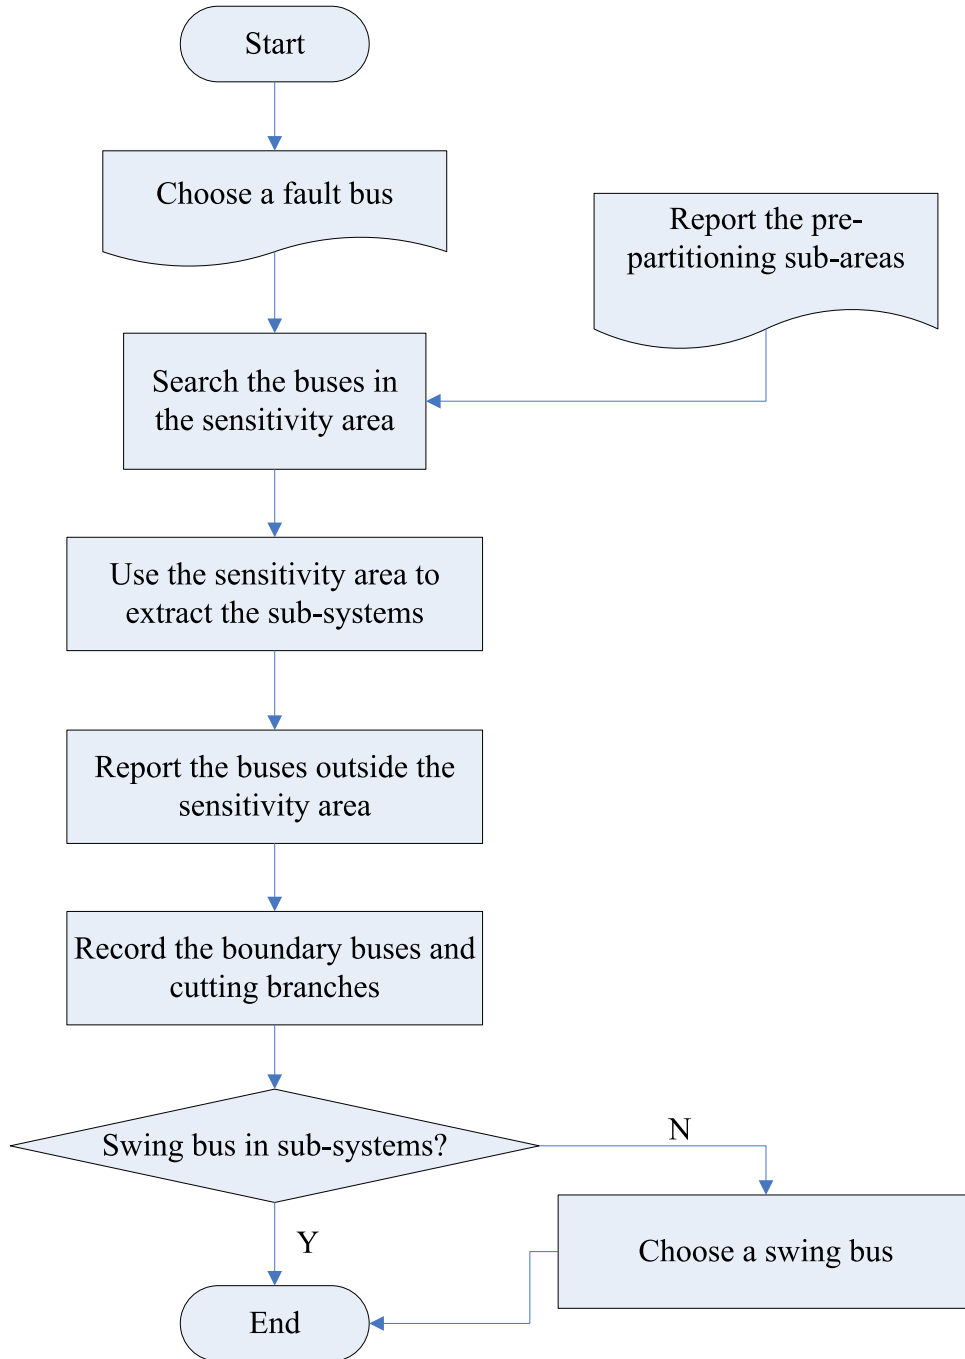 Start
Choose a fault bus
Report the pre-
partitioning sub-areas
Search the buses in
the sensitivity area
Use the sensitivity area to
extract the sub-systems
Report the buses outside the
sensitivity area
Record the boundary buses and
cutting branches
Swing bus in sub-systems?
N
Choose a swing bus
Y
End